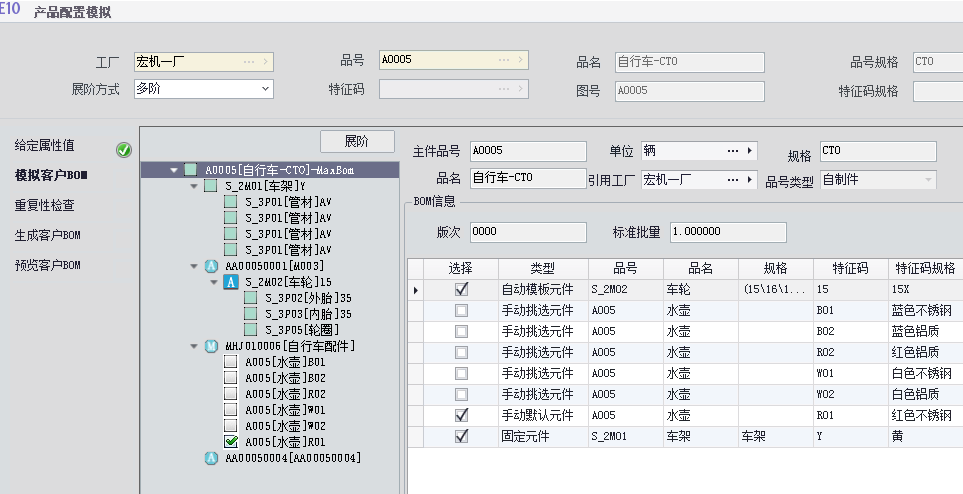 E10 产品配置模拟
工厂 宏机一厂 品号 AO005 品名 自行车-CTO 品号规格 CTO
展阶方式 多阶 特征码 图号 A0005 特征码规格
给定属性值
模拟客户BOM
重复性检查
生成客户BOM
预览客户BOM
展阶
A0005[自行车-CTO]-MaxBom
S_2M01[车架]Y
S_3P01[管材]AV
S_3P01[管材]AV
S_3P01[管材]AV
S_3P01[管材]AV
AA00050001[M003]
S_2M02[车轮]15
S_3P02[外胎]35
S_3P03[内胎]35
S_3P05[轮圈]
MHJ010006[自行车配件]
A005[水壶]B01
A005[水壶]B02
A005[水壶]R02
A005[水壶]W01
A005[水壶]W02
A005[水壶]R01
AA00050004[AA00050004]
主件品号 A0005 单位 辆 规格 CTO
品名 自行车-CTO 引用工厂 宏机一厂 品号类型 自制件
BOM信息
版次 0000 标准批量 1.000000
选择 类型 品号 品名 规格 特征码 特征码规格
自动模板元件 S_2M02 车轮 (15\16\1... 15 15X
手动挑选元件 A005 水壶 B01 蓝色不锈钢
手动挑选元件 A005 水壶 B02 蓝色铝质
手动挑选元件 A005 水壶 R02 红色铝质
手动挑选元件 A005 水壶 W01 白色不锈钢
手动挑选元件 A005 水壶 W02 白色铝质
手动默认元件 A005 水壶 R01 红色不锈钢
固定元件 S_2M01 车架 车架 Y 黄